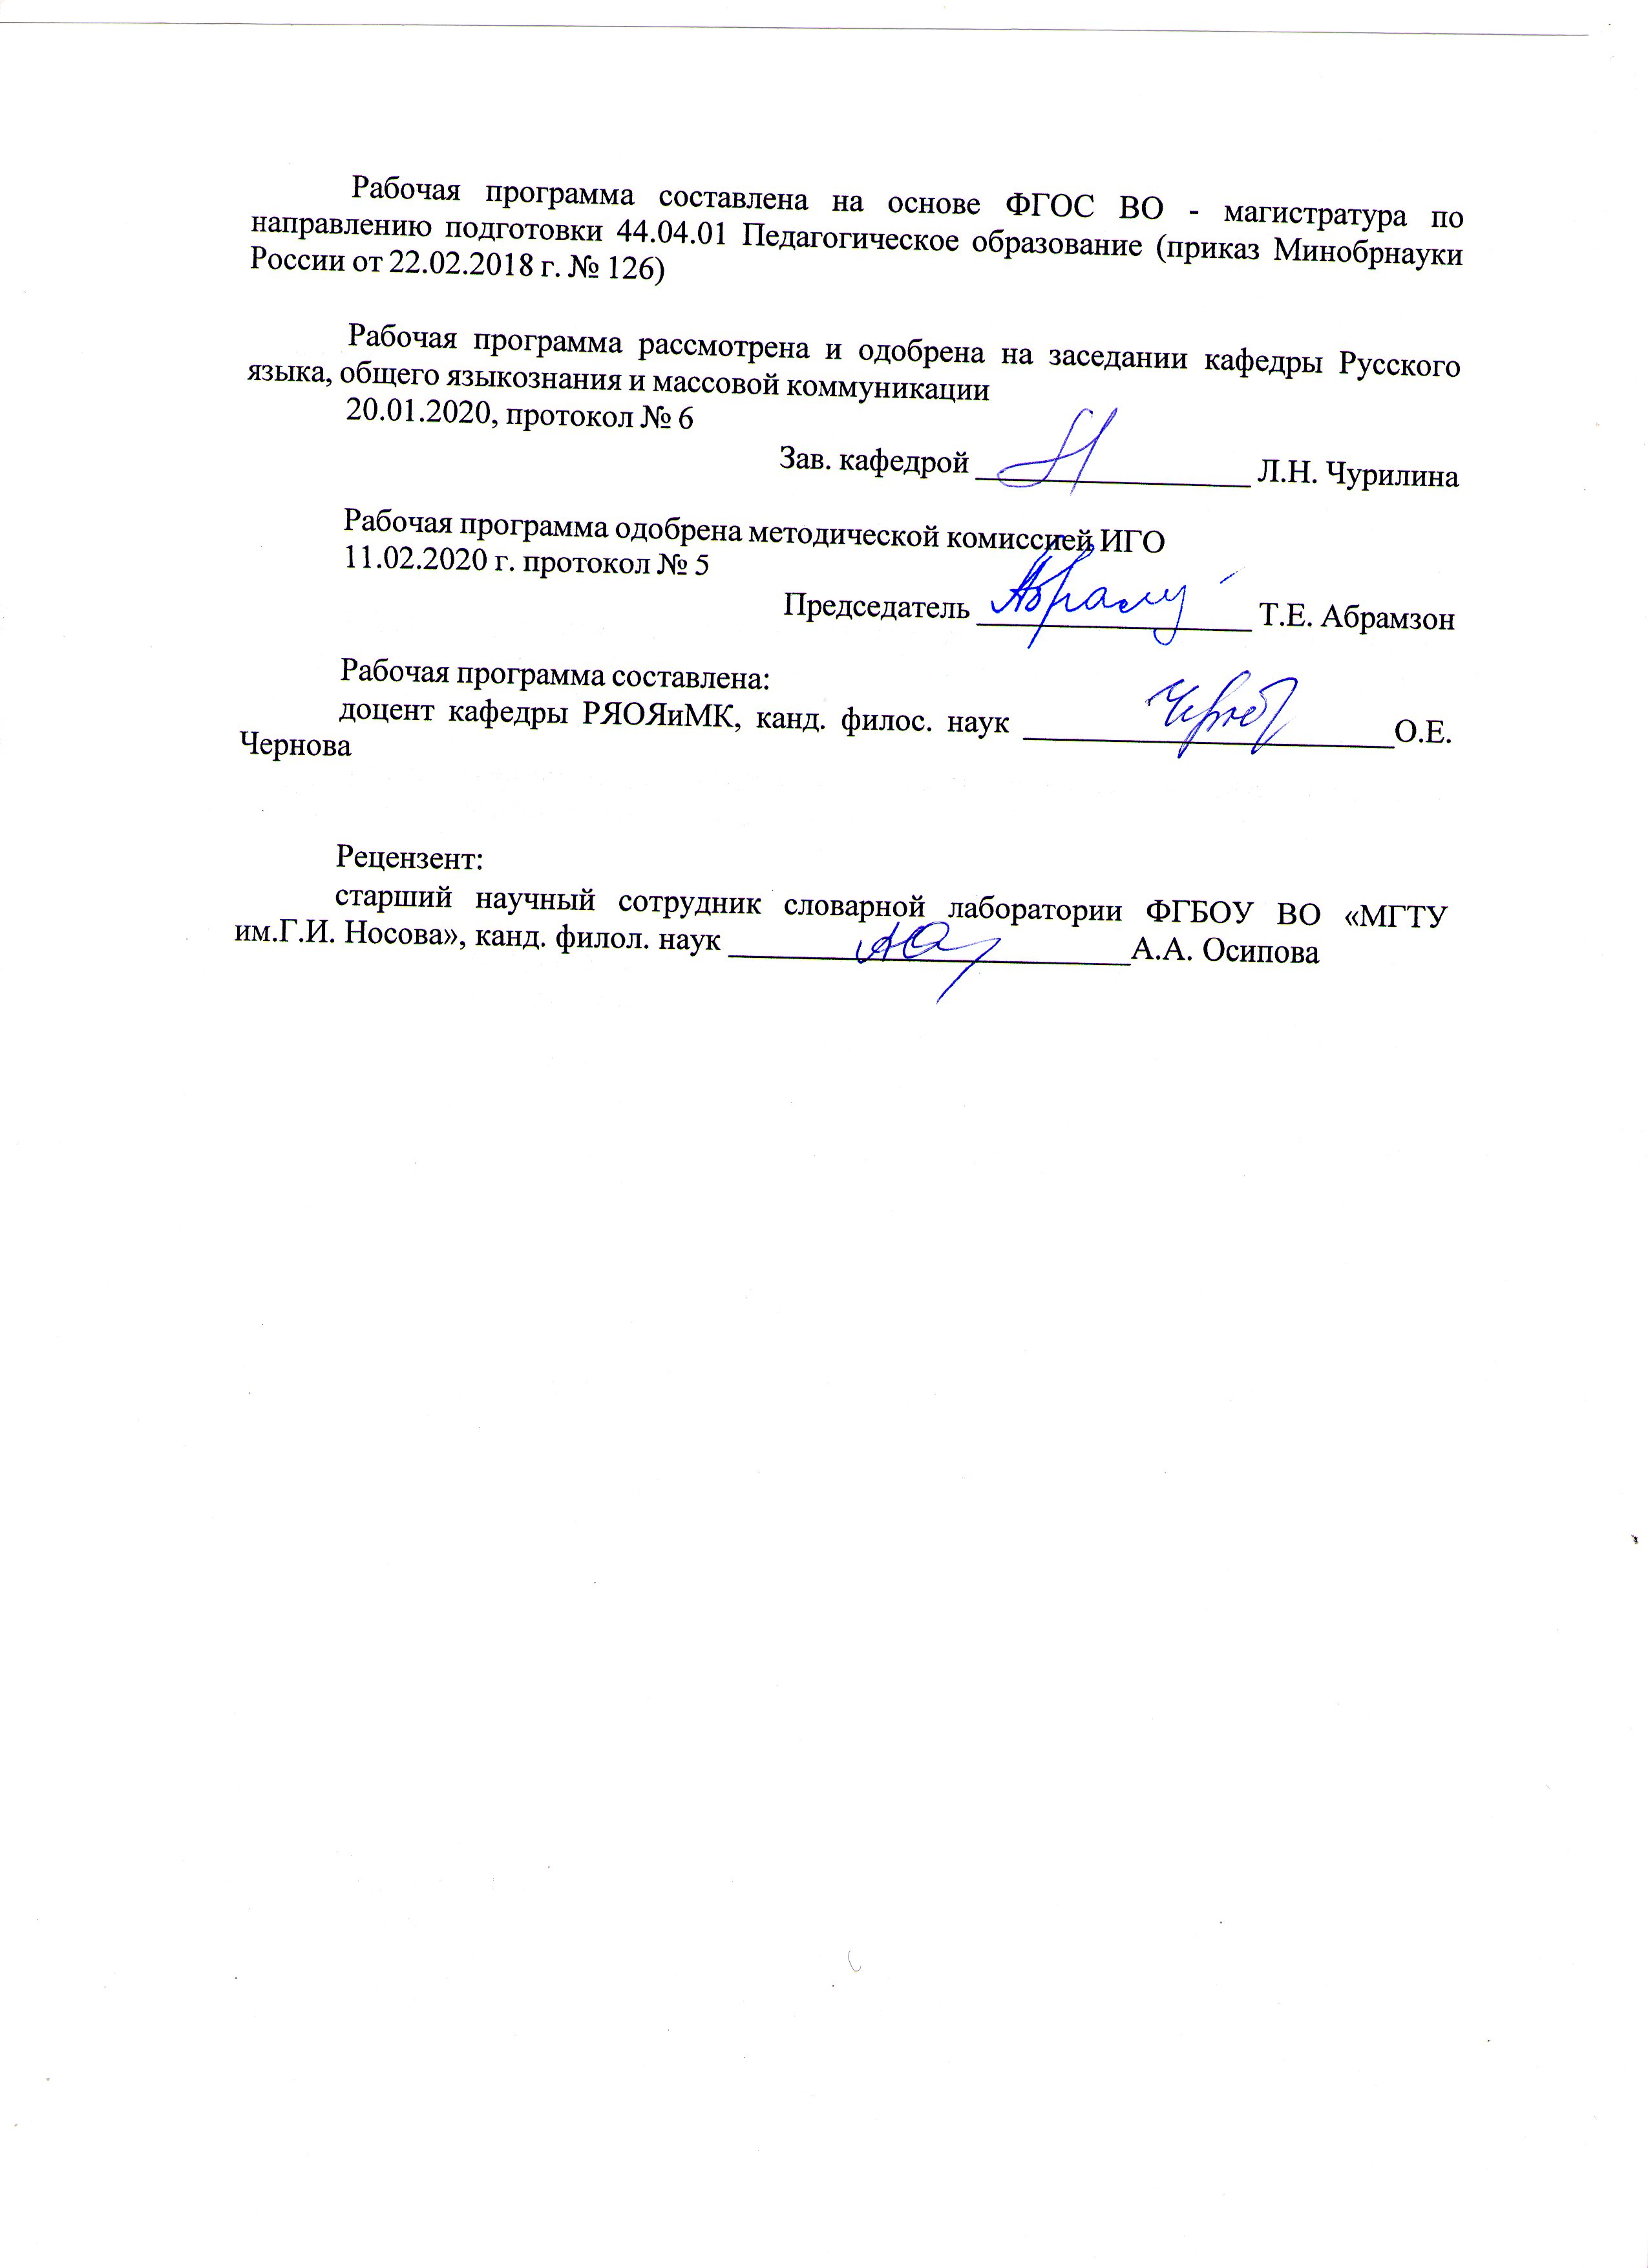 Рабочая программа составлена на основе ФГОС ВО - магистратура по
направлению подготовки 44.04.01 Педагогическое образование (приказ Минобрнауки
России от 22.02.2018 г. № 126)
Рабочая программа рассмотрена и одобрена на заседании кафедры Русского
языка, общего языкознания и массовой коммуникации
20.01.2020, протокол № 6
Зав. кафедрой _________________ Л.Н. Чурилина
Рабочая программа одобрена методической комиссией ИГО
11.02.2020 г. протокол № 5
Председатель _________________ Т.Е. Абрамзон
Рабочая программа составлена:
доцент кафедры РЯОЯиМК, канд. филос. наук _______________________О.Е.
Чернова
Рецензент:
старший научный сотрудник словарной лаборатории ФГБОУ ВО «МГТУ
им.Г.И. Носова», канд. филол. наук _________________________А.А. Осипова